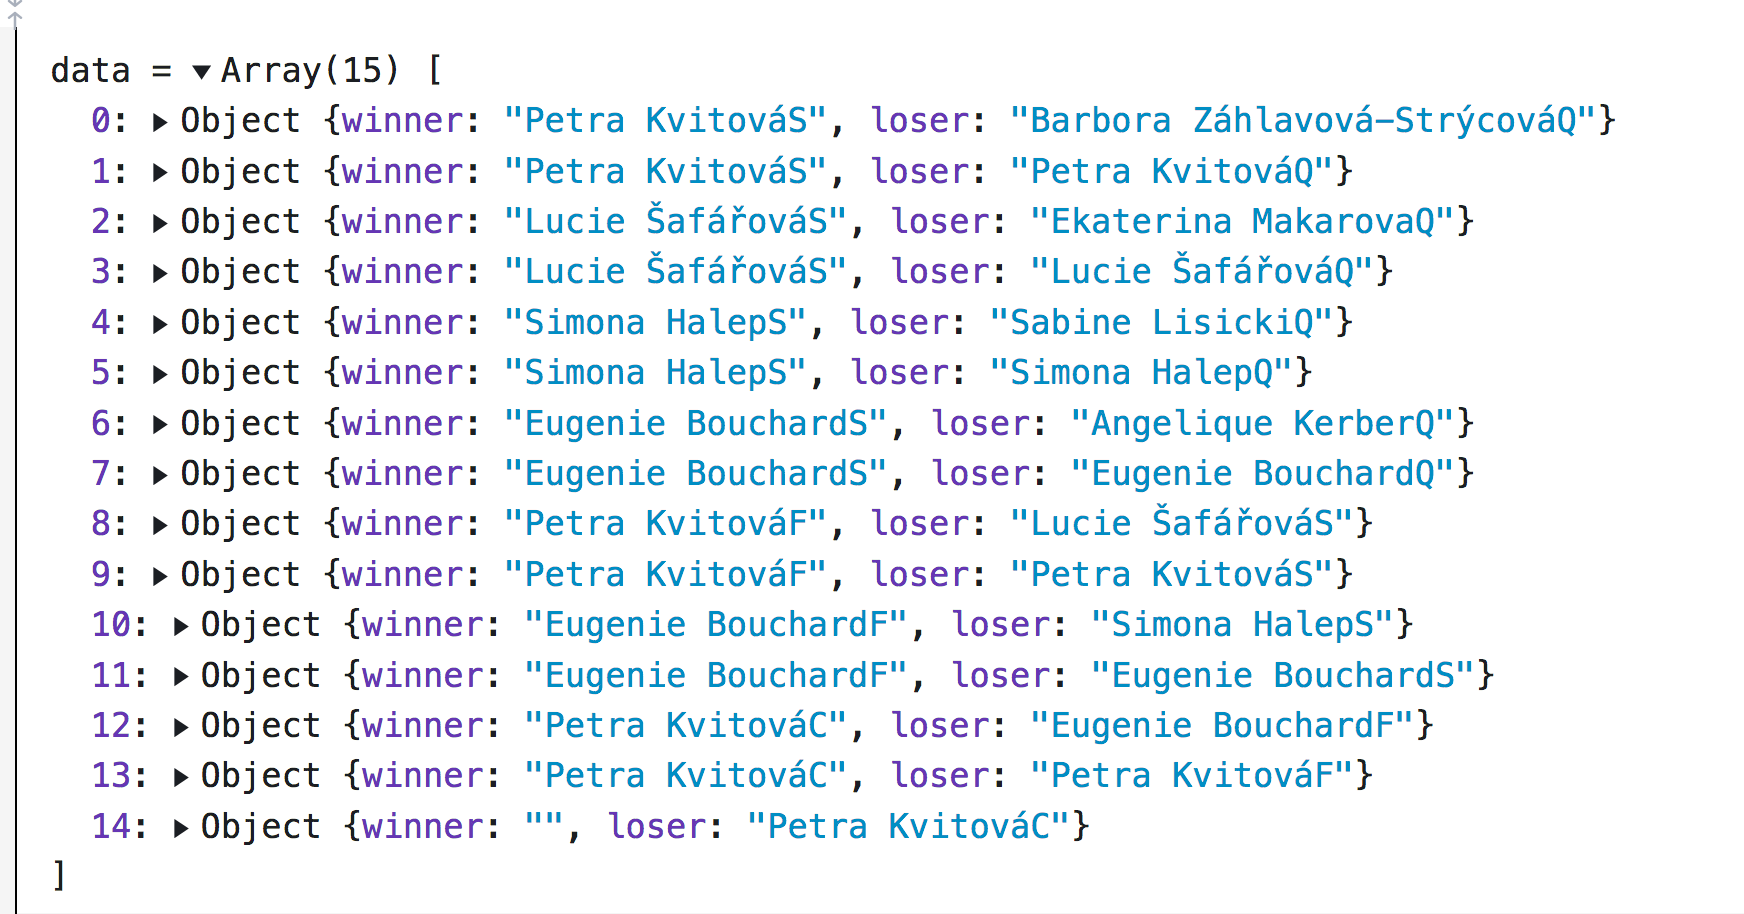 data = ▼Array(15) [
0: ▶Object {winner: "Petra KvitováS", loser: "Barbora Záhlavová–StrýcováQ"}
1: ▶Object {winner: "Petra KvitováS", loser: "Petra KvitováQ"}
2: ▶Object {winner: "Lucie ŠafářováS", loser: "Ekaterina MakarovaQ"}
3: ▶Object {winner: "Lucie ŠafářováS", loser: "Lucie ŠafářováQ"}
4: ▶Object {winner: "Simona HalepS", loser: "Sabine LisickiQ"}
5: ▶Object {winner: "Simona HalepS", loser: "Simona HalepQ"}
6: ▶Object {winner: "Eugenie BouchardS", loser: "Angelique KerberQ"}
7: ▶Object {winner: "Eugenie BouchardS", loser: "Eugenie BouchardQ"}
8: ▶Object {winner: "Petra KvitováF", loser: "Lucie ŠafářováS"}
9: ▶Object {winner: "Petra KvitováF", loser: "Petra KvitováS"}
10: ▶Object {winner: "Eugenie BouchardF", loser: "Simona HalepS"}
11: ▶Object {winner: "Eugenie BouchardF", loser: "Eugenie BouchardS"}
12: ▶Object {winner: "Petra KvitováC", loser: "Eugenie BouchardF"}
13: ▶Object {winner: "Petra KvitováC", loser: "Petra KvitováF"}
14: ▶Object {winner: "", loser: "Petra KvitováC"}
]